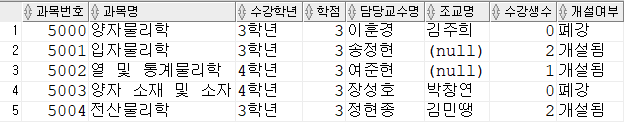 과목번호 과목명 수강학년 학점 담당교수명 조교명 수강생수 개설여부
1 5000 양자물리학 3학년 3 이훈경 김주희 0 폐강
2 5001 입자물리학 3학년 3 송정현 (null) 2 개설됨
3 5002 열 및 통계물리학 4학년 3 여준현 (null) 1 개설됨
4 5003 양자 소재 및 소자 4학년 3 장성호 박창연 0 폐강
5 5004 전산물리학 3학년 3 정현종 김민땡 2 개설됨